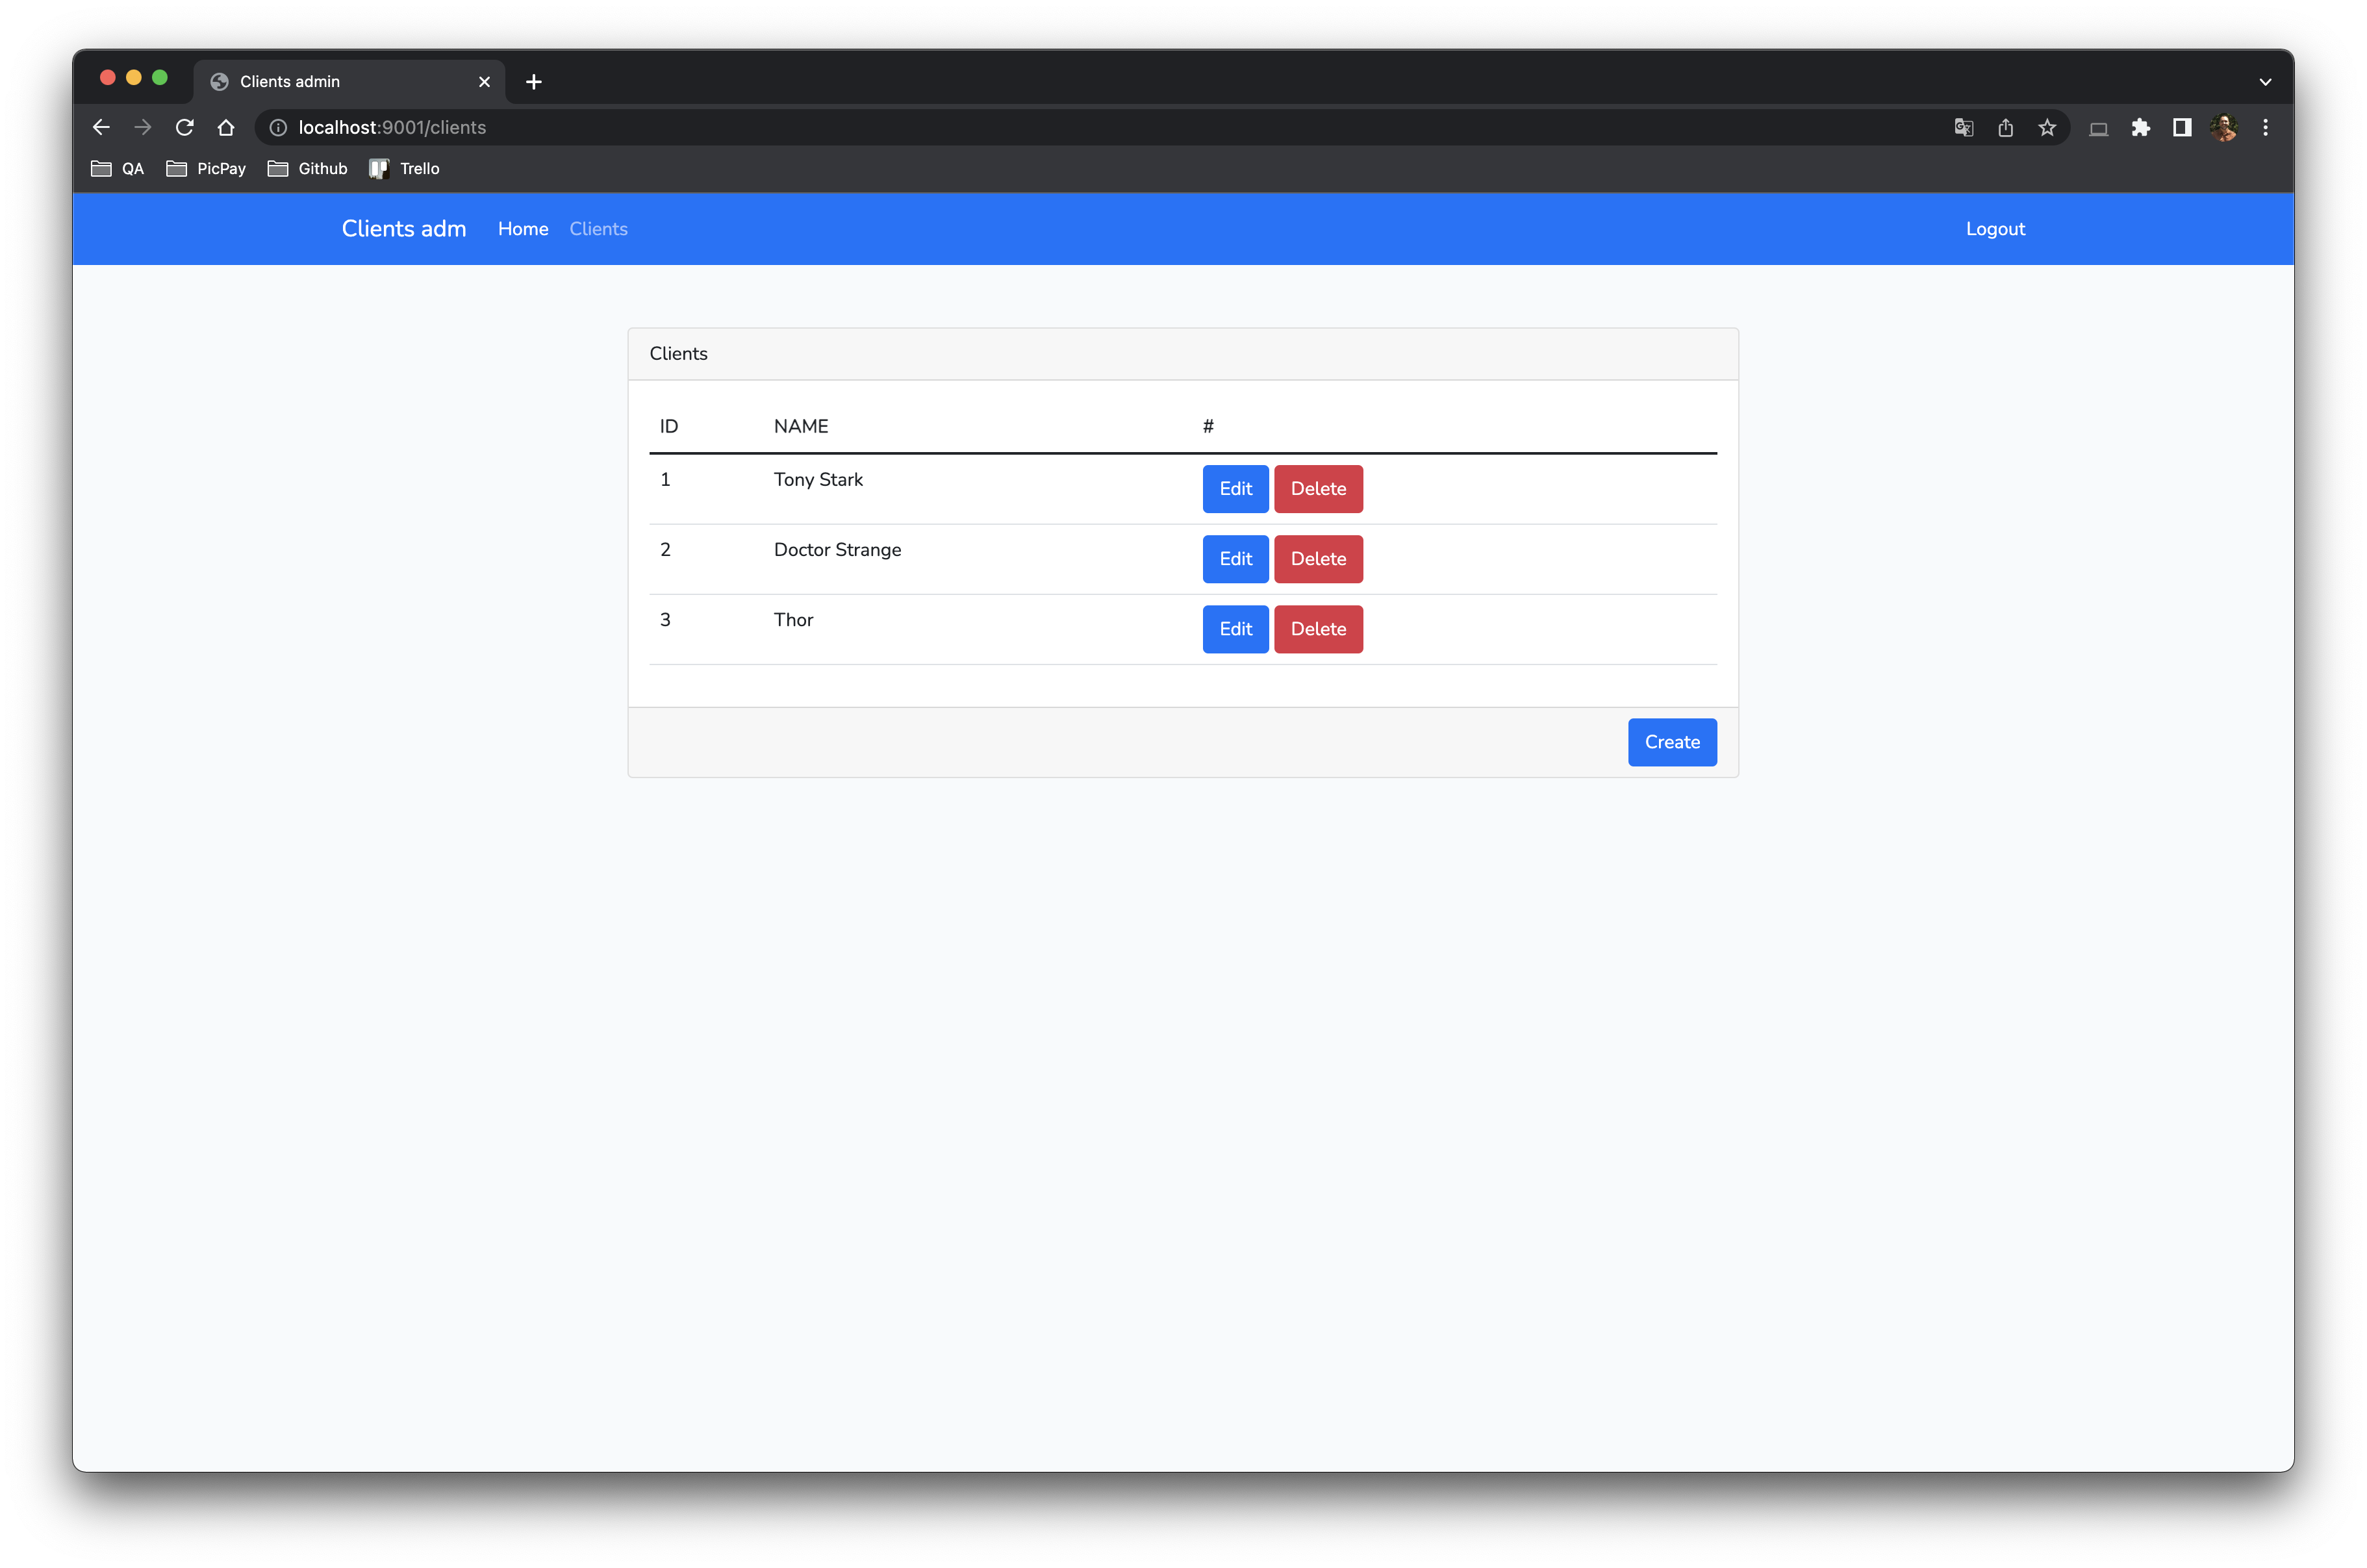 Clients admin
localhost:9001/clients
QA PicPay Github Trello
Clients adm Home Clients Logout
Clients
ID NAME #
1 Tony Stark Edit Delete
2 Doctor Strange Edit Delete
3 Thor Edit Delete
Create